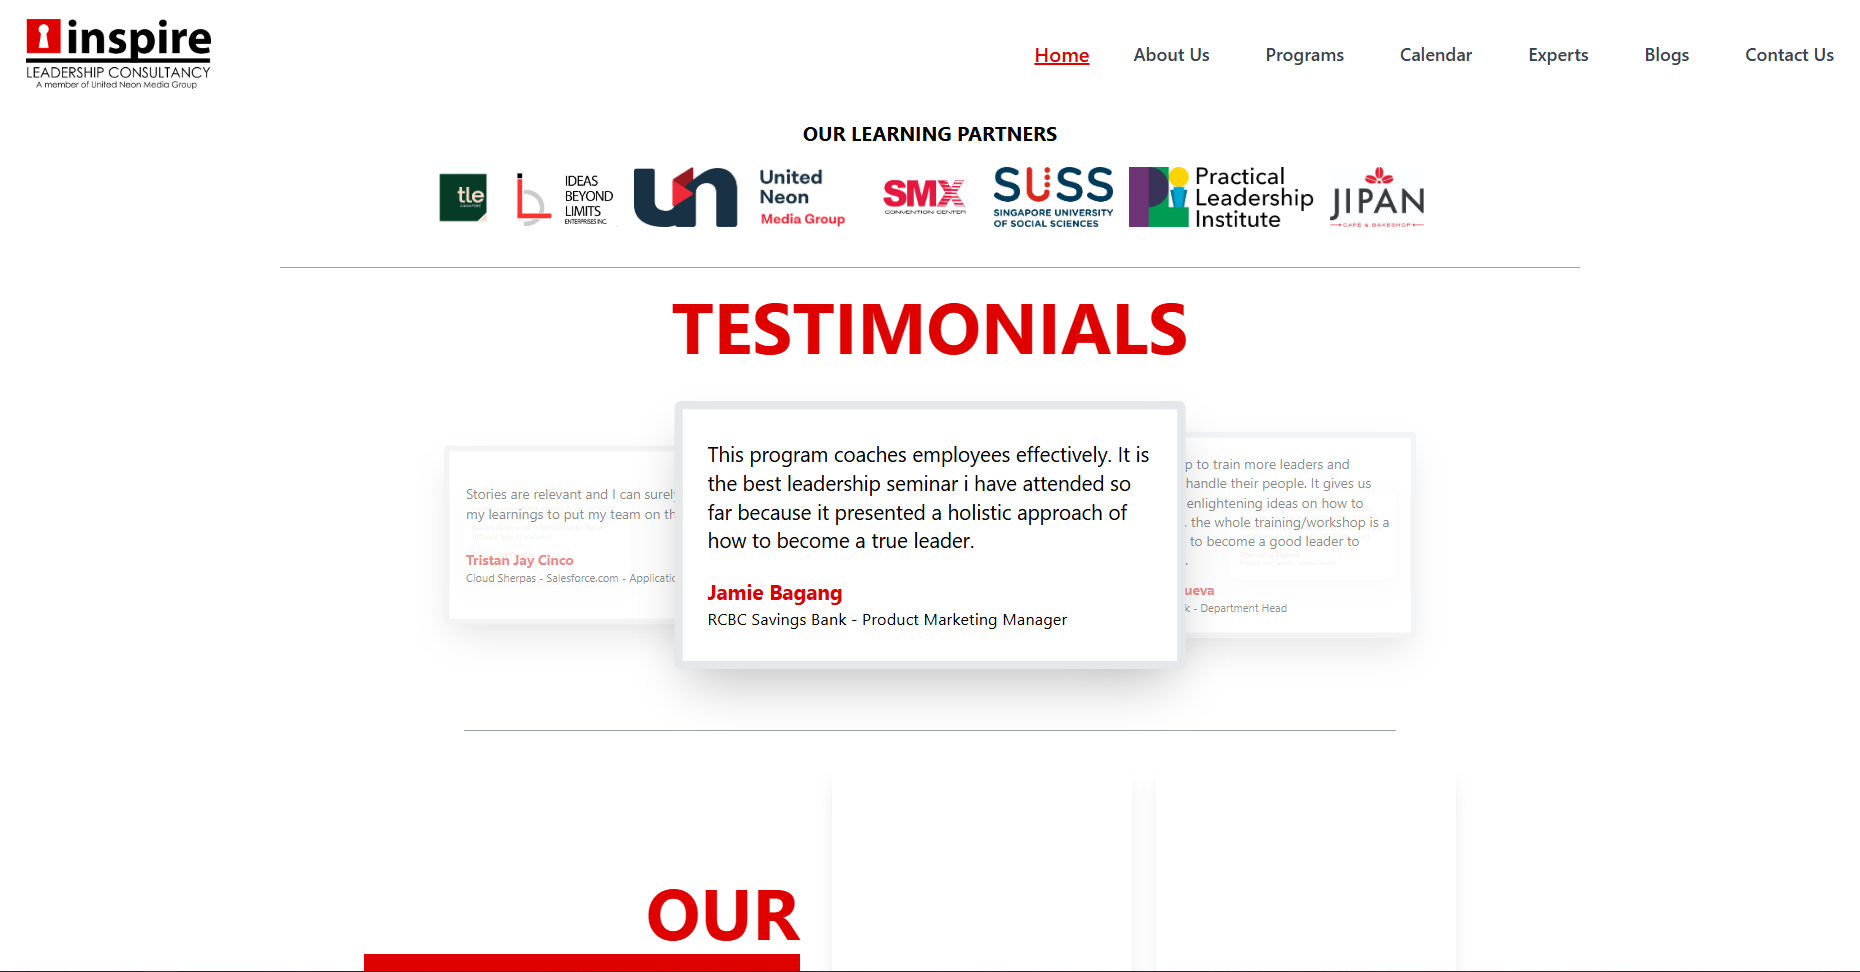 inspire
LEADERSHIP CONSULTANCY
A member of United Neon Media Group
Home
About Us
Programs
Calendar
Experts
Blogs
Contact Us
OUR LEARNING PARTNERS
tle
IDEAS
BEYOND
LIMITS
ENTERPRISES INC.
United
Neon
Media Group
SMX
CONVENTION CENTER
SUSS
SINGAPORE UNIVERSITY
OF SOCIAL SCIENCES
Practical
Leadership
Institute
JIPAN
CAFE & BAKESHOP
TESTIMONIALS
Stories are relevant and I can surely
my learnings to put my team on th
Tristan Jay Cinco
Cloud Sherpas - Salesforce.com - Applicatio
This program coaches employees effectively. It is
the best leadership seminar i have attended so
far because it presented a holistic approach of
how to become a true leader.
Jamie Bagang
RCBC Savings Bank - Product Marketing Manager
p to train more leaders and
handle their people. It gives us
enlightening ideas on how to
. the whole training/workshop is a
to become a good leader to
.
ueva
k - Department Head
OUR